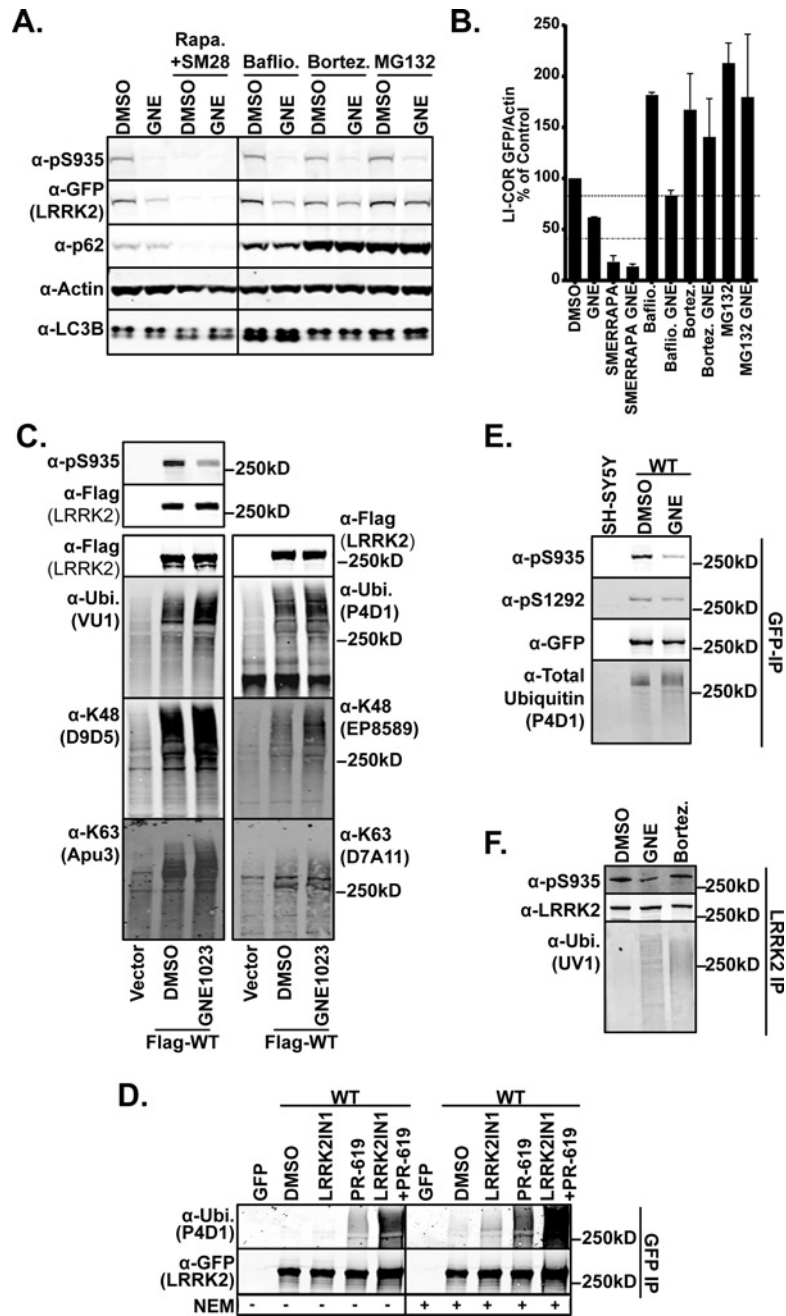 A.
Rapa.
+SM28
Baflio.
Bortez.
MG132
DMSO
GNE
DMSO
GNE
DMSO
GNE
DMSO
GNE
DMSO
GNE
α-pS935
α-GFP
(LRRK2)
α-p62
α-Actin
α-LC3B
B.
LI-COR GFP/Actin
% of Control
250
200
150
100
50
0
DMSO
GNE
SMERRAPA
SMERRAPA GNE
Baflio.
Baflio. GNE
Bortez.
Bortez. GNE
MG132
MG132 GNE
C.
α-pS935
250kD
α-Flag
(LRRK2)
250kD
α-Flag
(LRRK2)
α-Flag
(LRRK2)
250kD
α-Ubi.
(VU1)
α-Ubi.
(P4D1)
250kD
α-K48
(D9D5)
α-K48
(EP8589)
250kD
α-K63
(Apu3)
α-K63
(D7A11)
250kD
Vector
DMSO
GNE1023
Flag-WT
Vector
DMSO
GNE1023
Flag-WT
E.
SH-SY5Y
WT
DMSO
GNE
α-pS935
250kD
α-pS1292
250kD
α-GFP
250kD
α-Total
Ubiquitin
(P4D1)
250kD
GFP-IP
F.
DMSO
GNE
Bortez.
α-pS935
250kD
α-LRRK2
250kD
α-Ubi.
(UV1)
250kD
LRRK2 IP
D.
WT
WT
GFP
DMSO
LRRK2IN1
PR-619
LRRK2IN1
+PR-619
GFP
DMSO
LRRK2IN1
PR-619
LRRK2IN1
+PR-619
α-Ubi.
(P4D1)
250kD
α-GFP
(LRRK2)
250kD
GFP IP
NEM - - - - - + + + + +